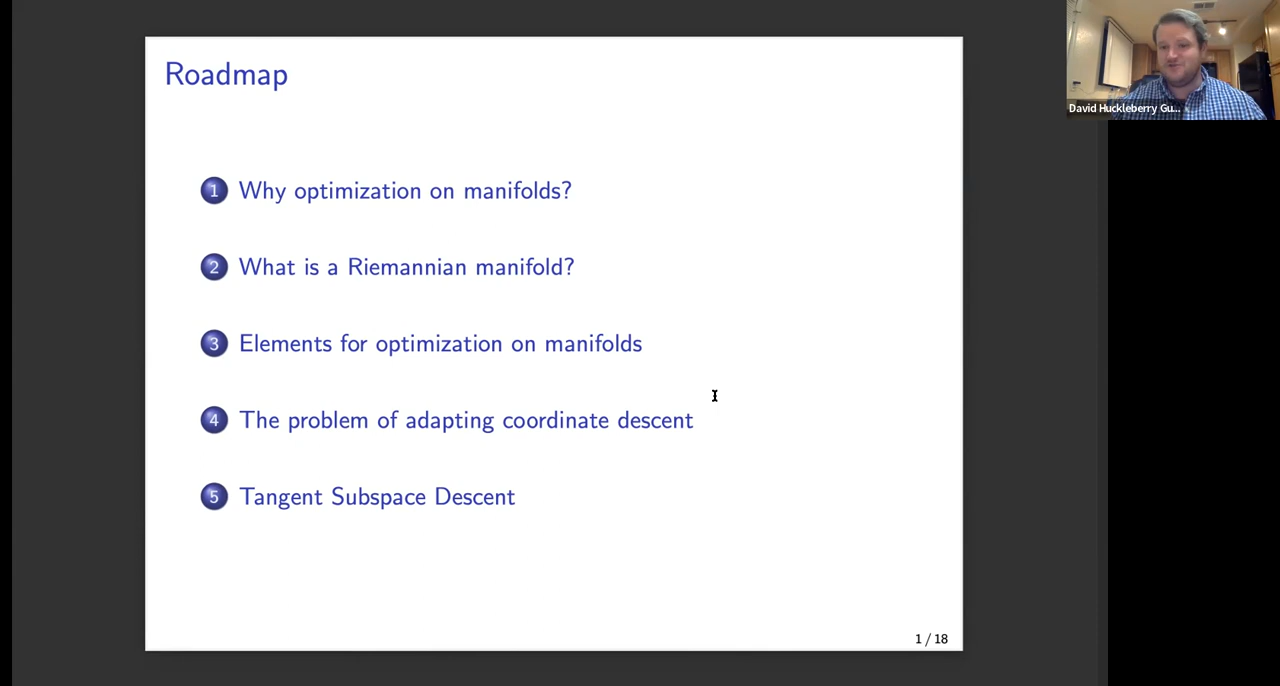 Roadmap
1 Why optimization on manifolds?
2 What is a Riemannian manifold?
3 Elements for optimization on manifolds
4 The problem of adapting coordinate descent
5 Tangent Subspace Descent
1 / 18
David Huckleberry Gu...